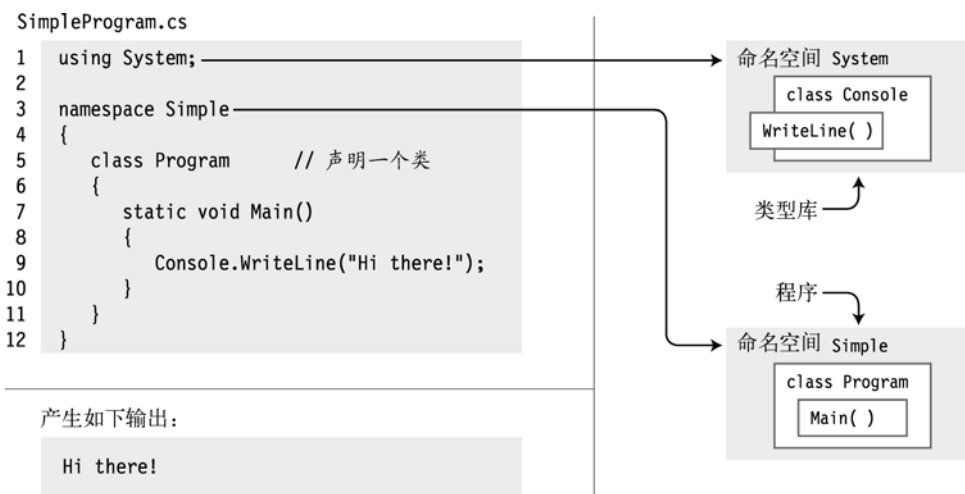 SimpleProgram.cs
1 using System;
2
3 namespace Simple
4 {
5 class Program // 声明一个类
6 {
7 static void Main()
8 {
9 Console.WriteLine("Hi there!");
10 }
11 }
12 }
产生如下输出：
Hi there!
命名空间 System
class Console
WriteLine( )
类型库
程序
命名空间 Simple
class Program
Main( )